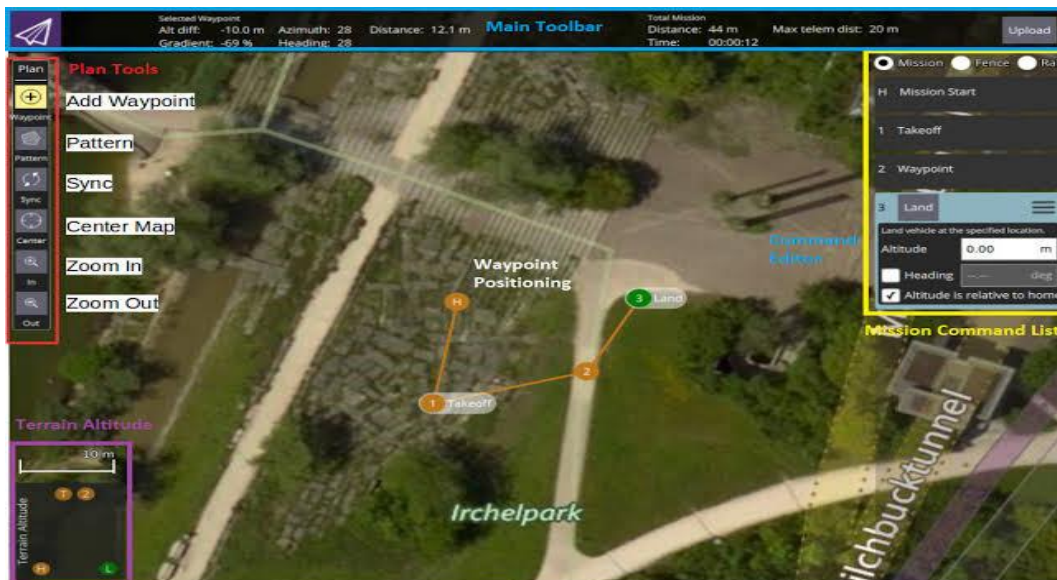 Selected Waypoint
Alt diff: -10.0 m Azimuth: 28 Distance: 12.1 m
Gradient: -69 % Heading: 28
Main Toolbar
Total Mission
Distance: 44 m Max telem dist: 20 m
Time: 00:00:12
Upload
Plan
Plan Tools
Waypoint
Add Waypoint
Pattern
Pattern
Sync
Sync
Center
Center Map
In
Zoom In
Out
Zoom Out
Mission Fence Ra
H Mission Start
1 Takeoff
2 Waypoint
3 Land
Land vehicle at the specified location.
Altitude 0.00 m
Heading --.-- deg
Altitude is relative to hom
Command
Editor
Mission Command List
Waypoint
Positioning
H
3 Land
2
1 Takeoff
Terrain Altitude
10 m
T 2
Terrain Altitude
H L
Irchelpark
ilchbucktunnel